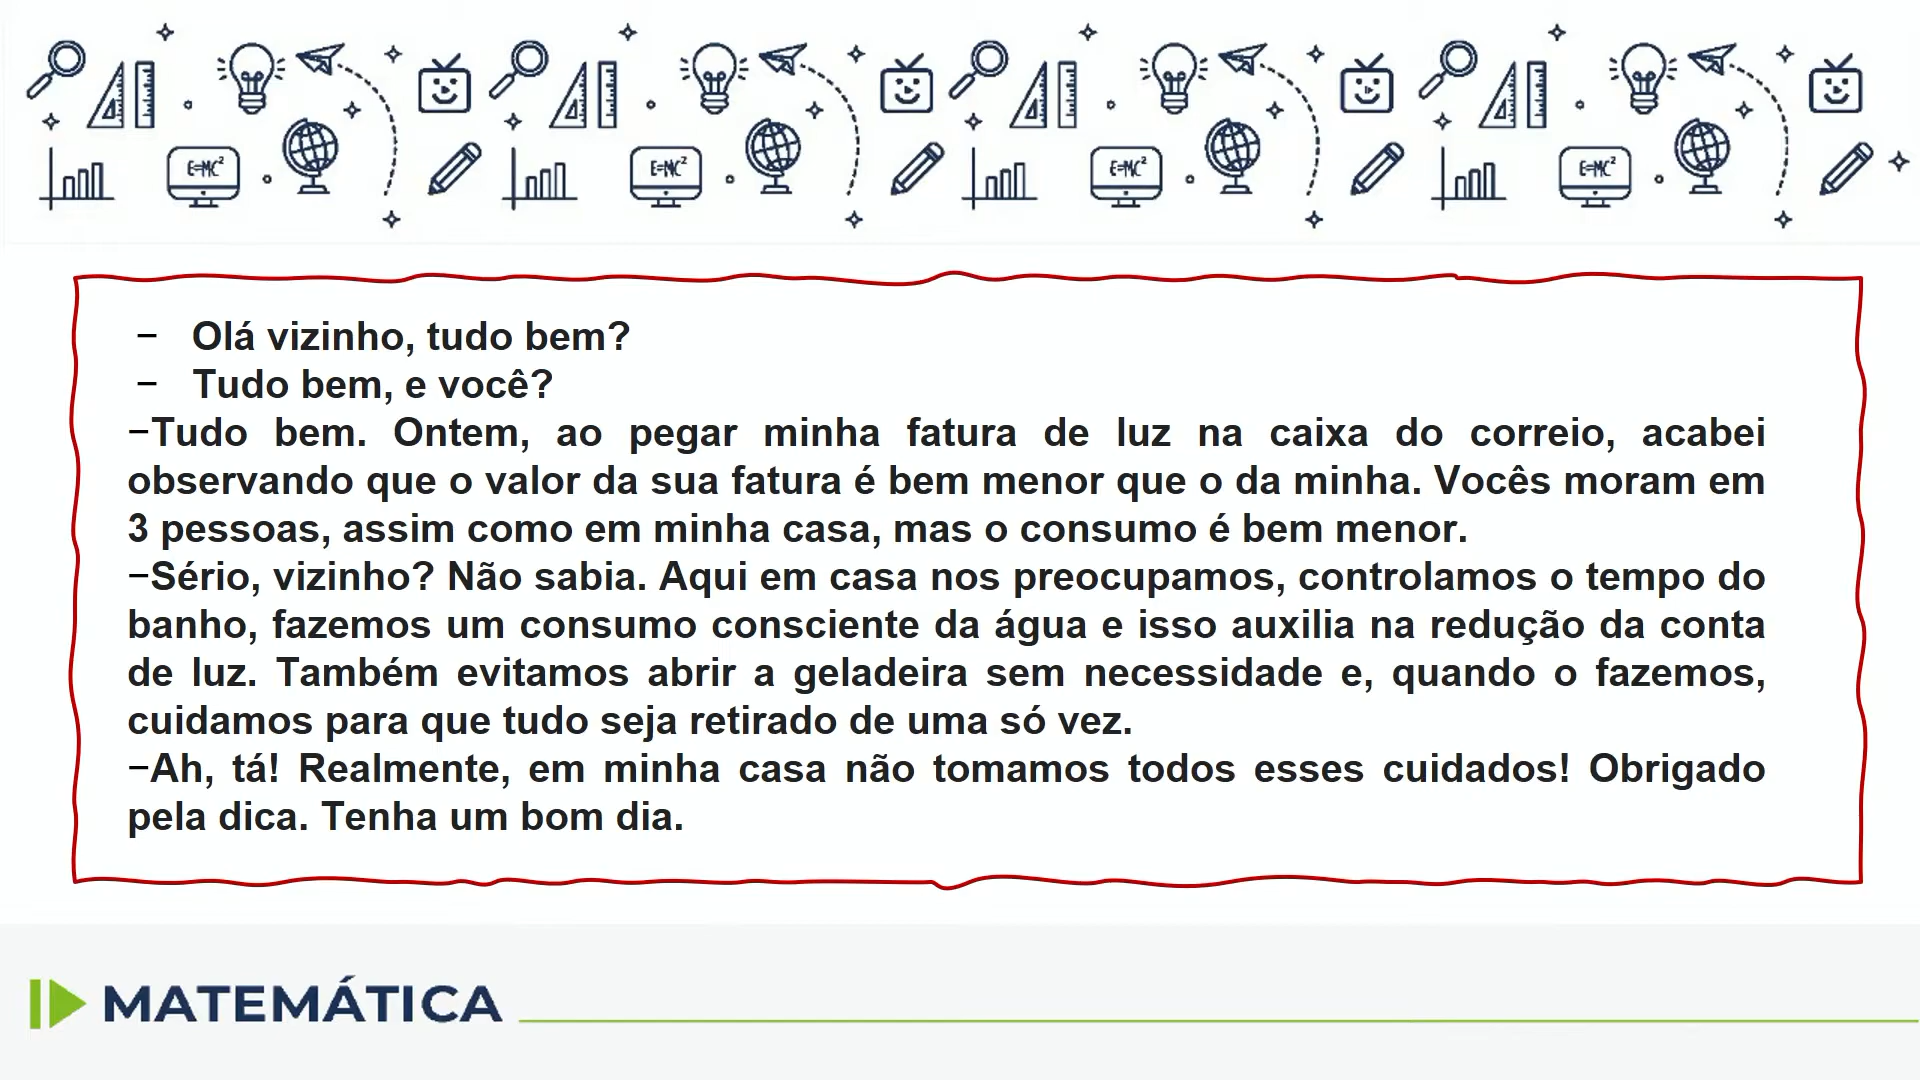 E=MC² E=MC² E=MC² E=MC²
− Olá vizinho, tudo bem?
− Tudo bem, e você?
−Tudo bem. Ontem, ao pegar minha fatura de luz na caixa do correio, acabei
observando que o valor da sua fatura é bem menor que o da minha. Vocês moram em
3 pessoas, assim como em minha casa, mas o consumo é bem menor.
−Sério, vizinho? Não sabia. Aqui em casa nos preocupamos, controlamos o tempo do
banho, fazemos um consumo consciente da água e isso auxilia na redução da conta
de luz. Também evitamos abrir a geladeira sem necessidade e, quando o fazemos,
cuidamos para que tudo seja retirado de uma só vez.
−Ah, tá! Realmente, em minha casa não tomamos todos esses cuidados! Obrigado
pela dica. Tenha um bom dia.
MATEMÁTICA